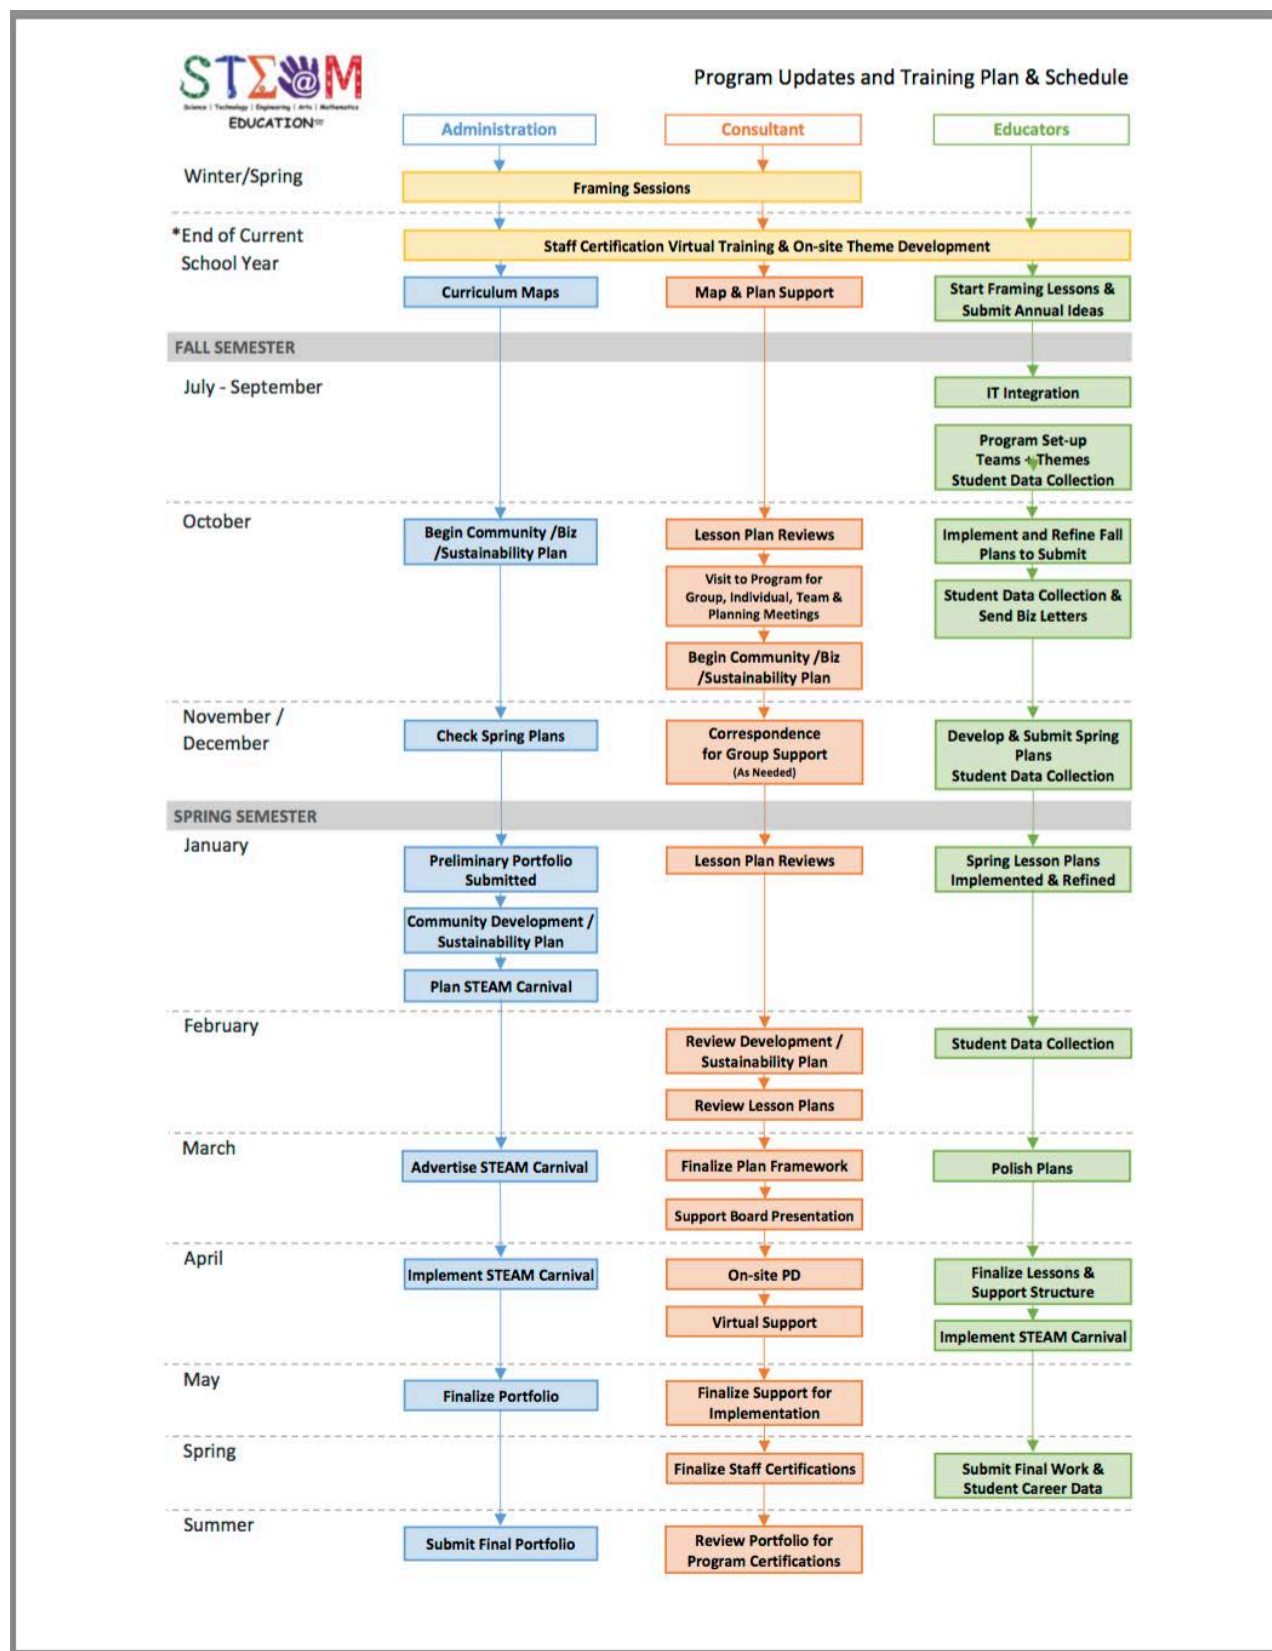 STEAM
Science | Technology | Engineering | Arts | Mathematics
EDUCATION
Program Updates and Training Plan & Schedule
Administration
Consultant
Educators
Winter/Spring
Framing Sessions
*End of Current
School Year
Staff Certification Virtual Training & On-site Theme Development
Curriculum Maps
Map & Plan Support
Start Framing Lessons &
Submit Annual Ideas
FALL SEMESTER
July - September
IT Integration
Program Set-up
Teams + Themes
Student Data Collection
October
Begin Community /Biz
/Sustainability Plan
Lesson Plan Reviews
Implement and Refine Fall
Plans to Submit
Visit to Program for
Group, Individual, Team &
Planning Meetings
Student Data Collection &
Send Biz Letters
Begin Community /Biz
/Sustainability Plan
November /
December
Check Spring Plans
Correspondence
for Group Support
(As Needed)
Develop & Submit Spring
Plans
Student Data Collection
SPRING SEMESTER
January
Preliminary Portfolio
Submitted
Lesson Plan Reviews
Spring Lesson Plans
Implemented & Refined
Community Development /
Sustainability Plan
Plan STEAM Carnival
February
Review Development /
Sustainability Plan
Student Data Collection
Review Lesson Plans
March
Advertise STEAM Carnival
Finalize Plan Framework
Polish Plans
Support Board Presentation
April
Implement STEAM Carnival
On-site PD
Finalize Lessons &
Support Structure
Virtual Support
Implement STEAM Carnival
May
Finalize Portfolio
Finalize Support for
Implementation
Spring
Finalize Staff Certifications
Submit Final Work &
Student Career Data
Summer
Submit Final Portfolio
Review Portfolio for
Program Certifications